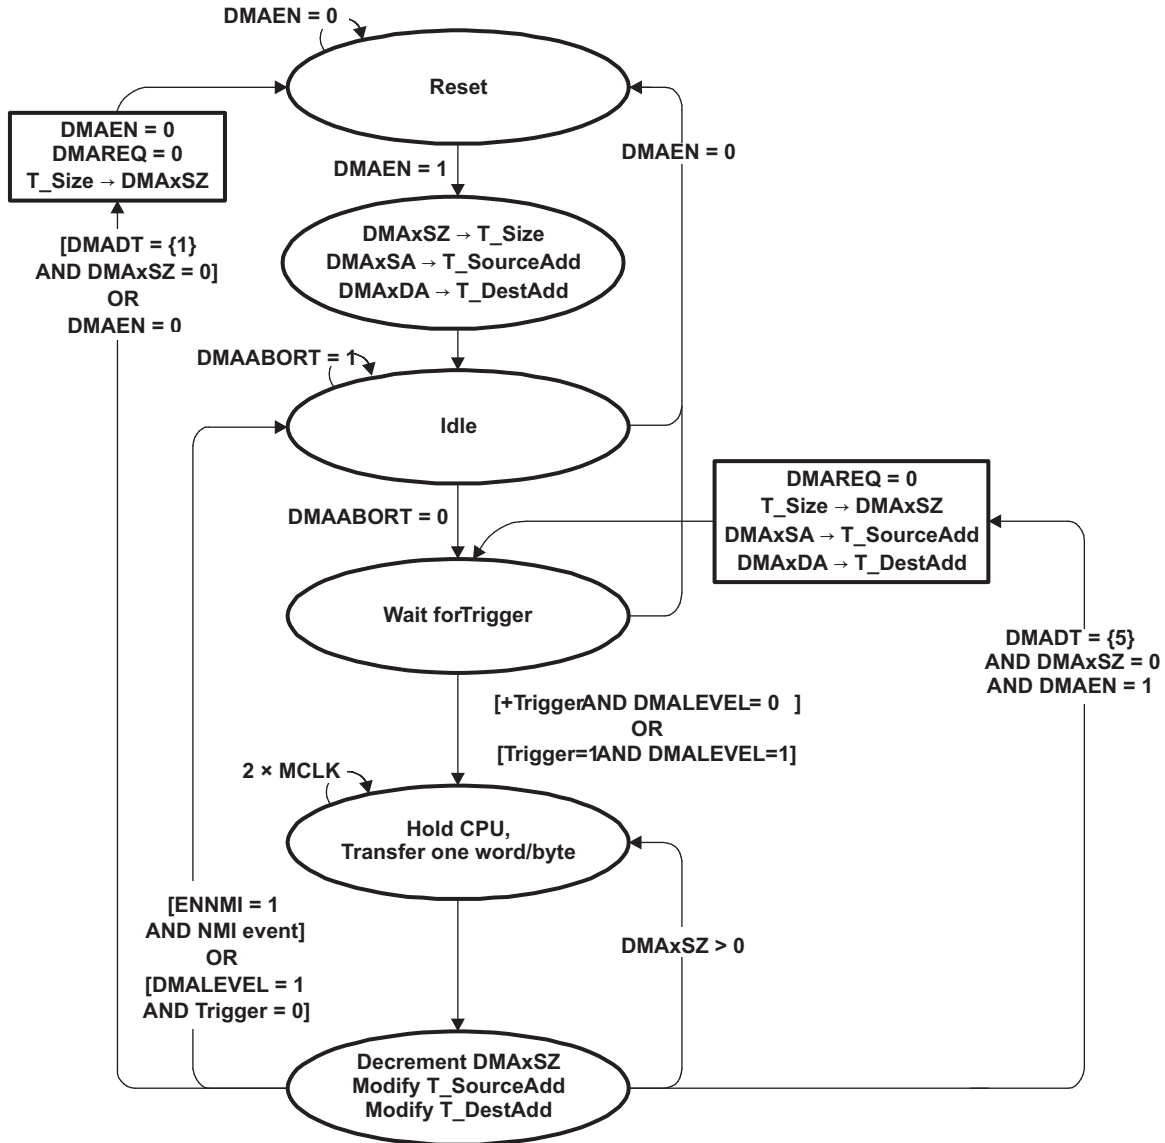 DMAEN = 0
Reset
DMAEN = 0
DMAREQ = 0
T_Size → DMAxSZ
DMAEN = 1
DMAEN = 0
[DMADT = {1}
AND DMAxSZ = 0]
OR
DMAEN = 0
DMAxSZ → T_Size
DMAxSA → T_SourceAdd
DMAxDA → T_DestAdd
DMAABORT = 1
Idle
DMAABORT = 0
DMAREQ = 0
T_Size → DMAxSZ
DMAxSA → T_SourceAdd
DMAxDA → T_DestAdd
Wait forTrigger
DMADT = {5}
AND DMAxSZ = 0
AND DMAEN = 1
[+TriggerAND DMALEVEL= 0 ]
OR
[Trigger=1AND DMALEVEL=1]
2 × MCLK
Hold CPU,
Transfer one word/byte
[ENNMI = 1
AND NMI event]
OR
[DMALEVEL = 1
AND Trigger = 0]
DMAxSZ > 0
Decrement DMAxSZ
Modify T_SourceAdd
Modify T_DestAdd